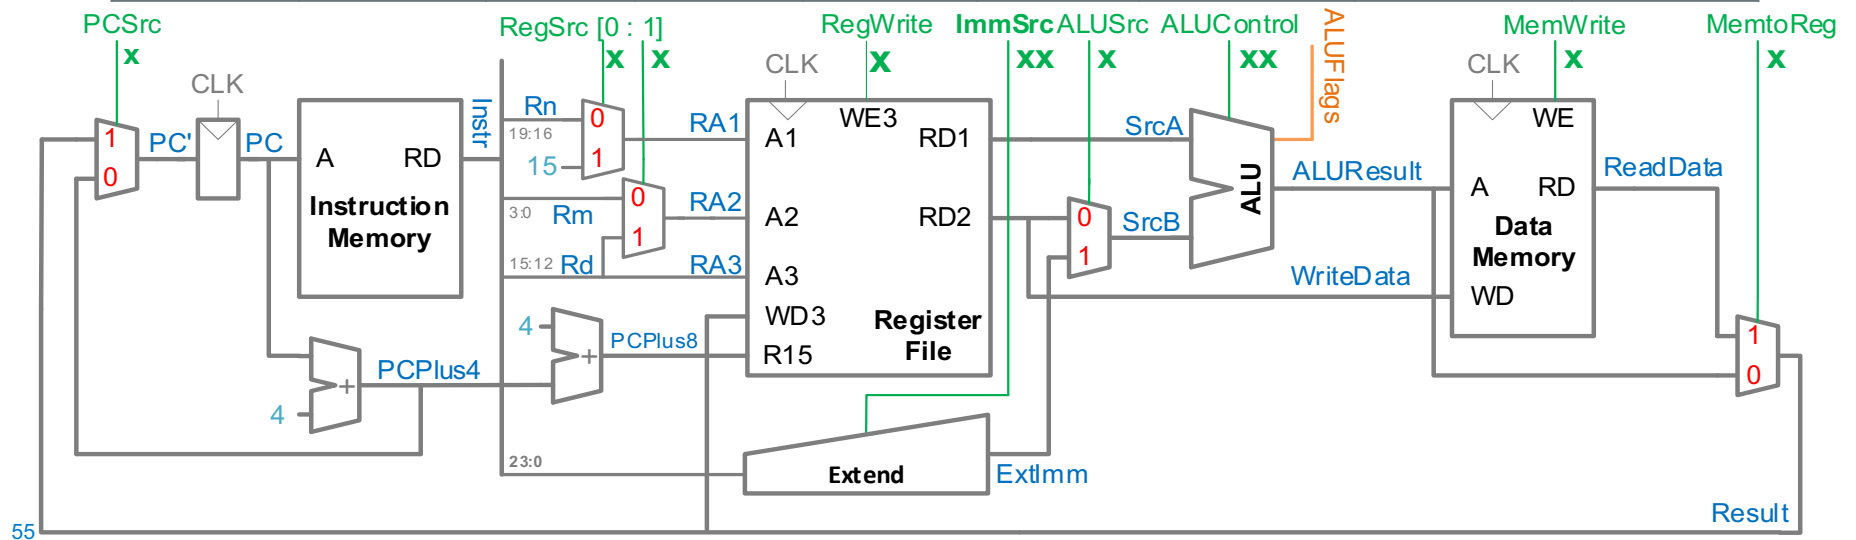 PCSrc
RegSrc [0 : 1]
RegWrite
ImmSrc
ALUSrc
ALUControl
ALUFlags
MemWrite
MemtoReg
x
x
x
x
xx
x
xx
x
x
CLK
CLK
CLK
Instr
Rn
19:16
0
15
1
RA1
A1
WE3
RD1
SrcA
WE
1
PC'
PC
A
RD
0
Instruction
Memory
3:0
Rm
0
1
RA2
A2
RD2
0
1
SrcB
ALU
ALUResult
A
RD
ReadData
Data
Memory
15:12
Rd
RA3
A3
WriteData
WD
WD3
4
+
PCPlus8
R15
Register
File
1
0
PCPlus4
+
4
23:0
Extend
ExtImm
Result
55